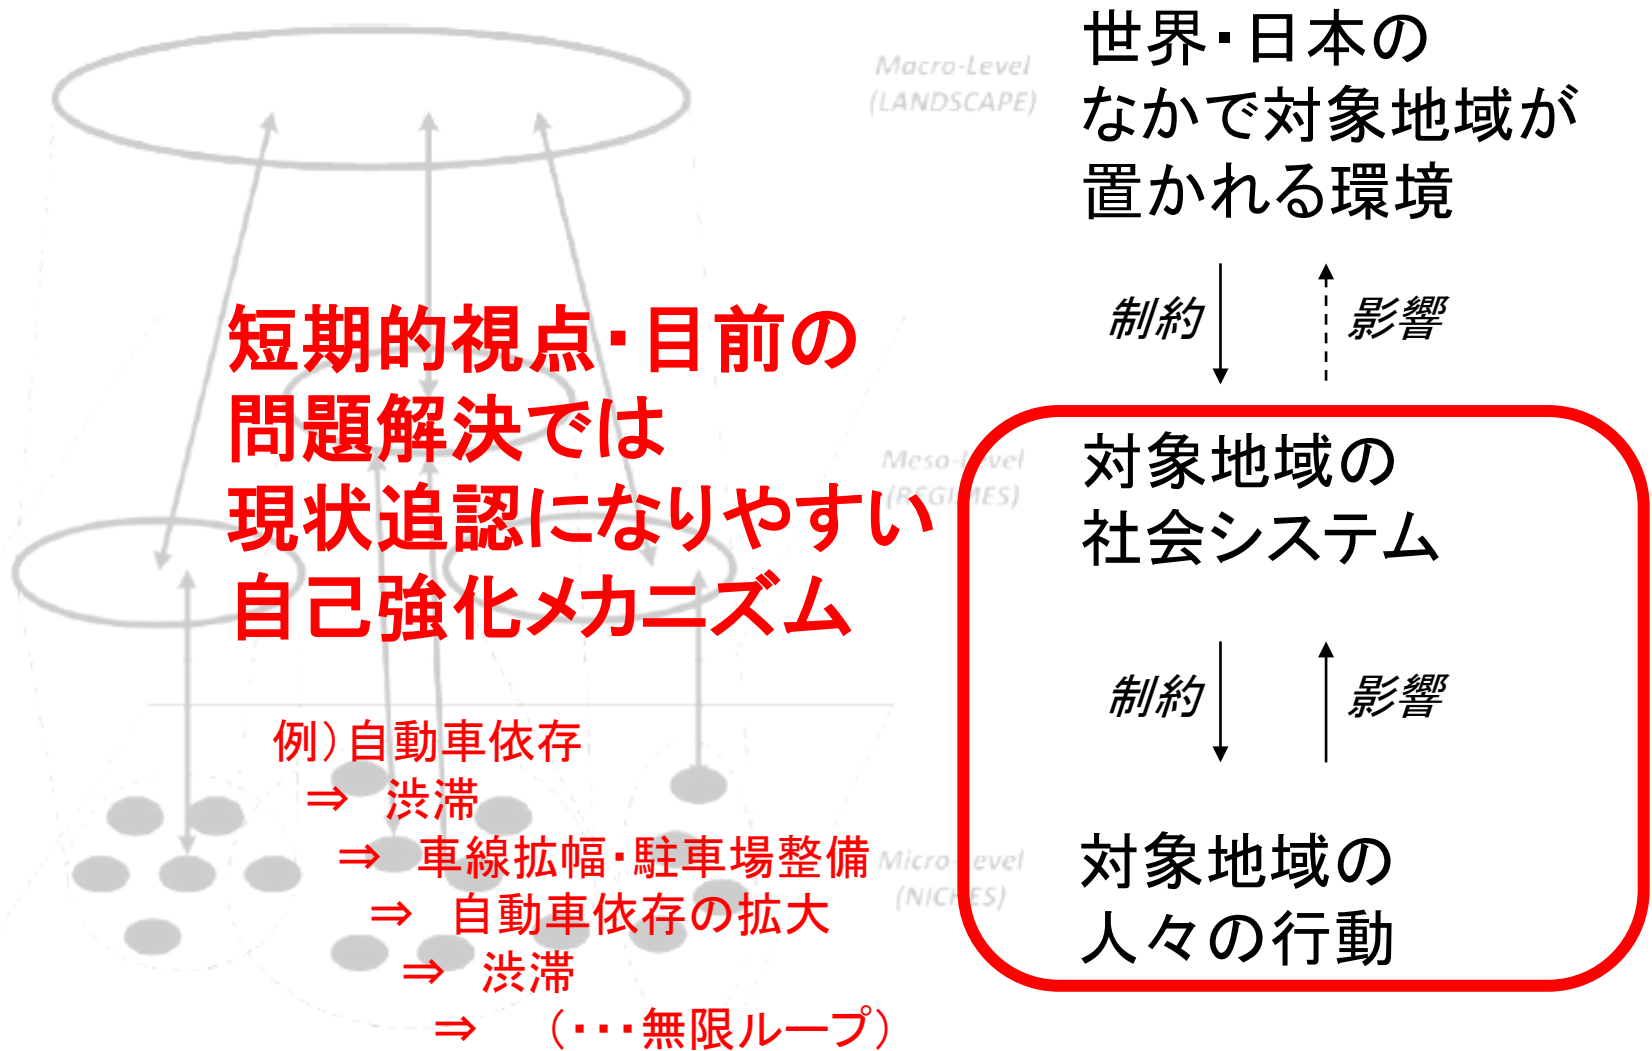 世界・日本の
なかで対象地域が
置かれる環境
Macro-Level
(LANDSCAPE)
制約
影響
短期的視点・目前の
問題解決では
現状追認になりやすい
自己強化メカニズム
Meso-Level
(REGIMES)
対象地域の
社会システム
制約
影響
例）自動車依存
⇒ 渋滞
⇒ 車線拡幅・駐車場整備
⇒ 自動車依存の拡大
⇒ 渋滞
⇒ （・・・無限ループ）
Micro-Level
(NICHES)
対象地域の
人々の行動